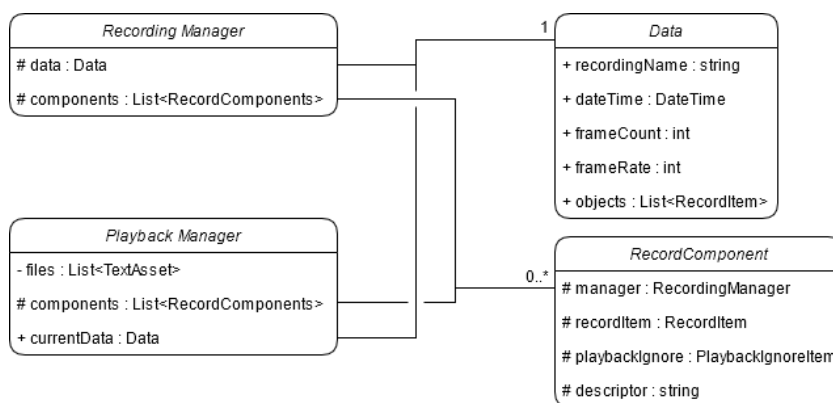 Recording Manager
# data : Data
# components : List<RecordComponents>
1
Data
+ recordingName : string
+ dateTime : DateTime
+ frameCount : int
+ frameRate : int
+ objects : List<RecordItem>
Playback Manager
- files : List<TextAsset>
# components : List<RecordComponents>
+ currentData : Data
0..*
RecordComponent
# manager : RecordingManager
# recordItem : RecordItem
# playbackIgnore : PlaybackIgnoreItem
# descriptor : string